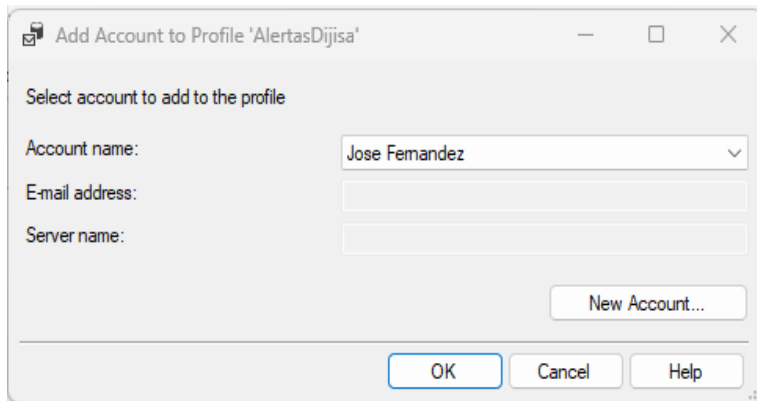 Add Account to Profile 'AlertasDijisa'
Select account to add to the profile
Account name:
Jose Fernandez
E-mail address:
Server name:
New Account...
OK
Cancel
Help